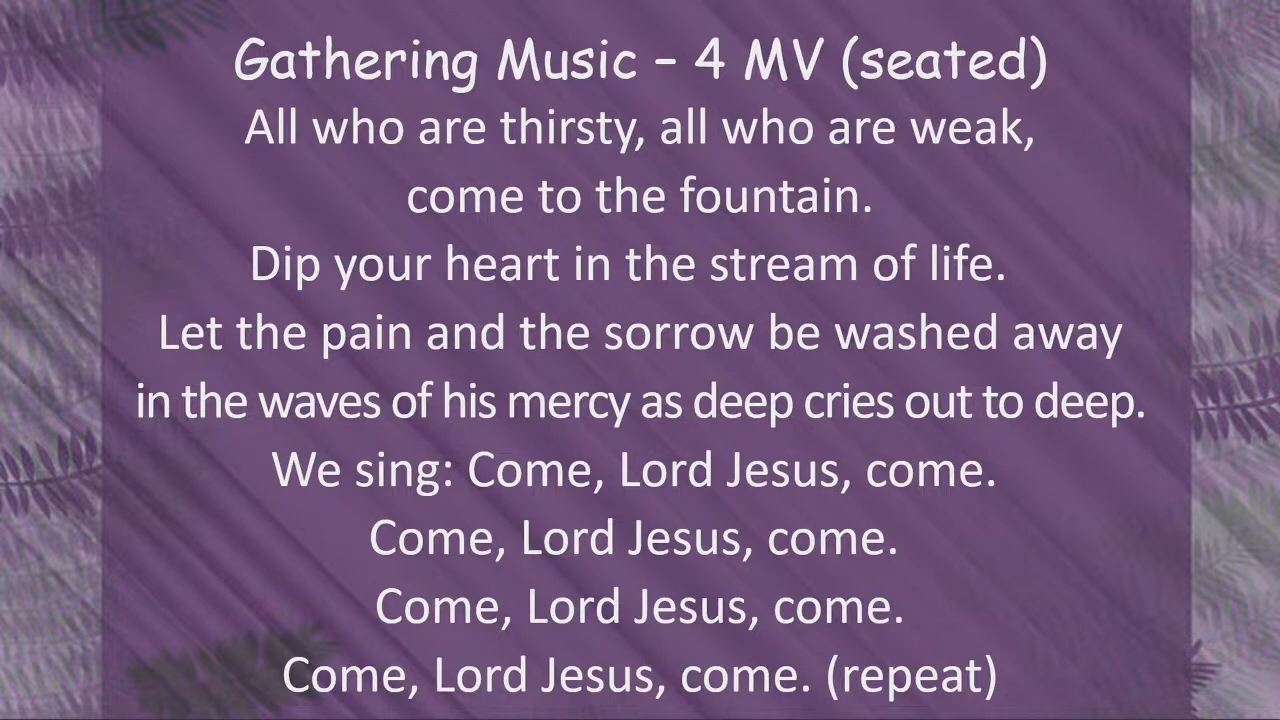 Gathering Music – 4 MV (seated)
All who are thirsty, all who are weak,
come to the fountain.
Dip your heart in the stream of life.
Let the pain and the sorrow be washed away
in the waves of his mercy as deep cries out to deep.
We sing: Come, Lord Jesus, come.
Come, Lord Jesus, come.
Come, Lord Jesus, come.
Come, Lord Jesus, come. (repeat)